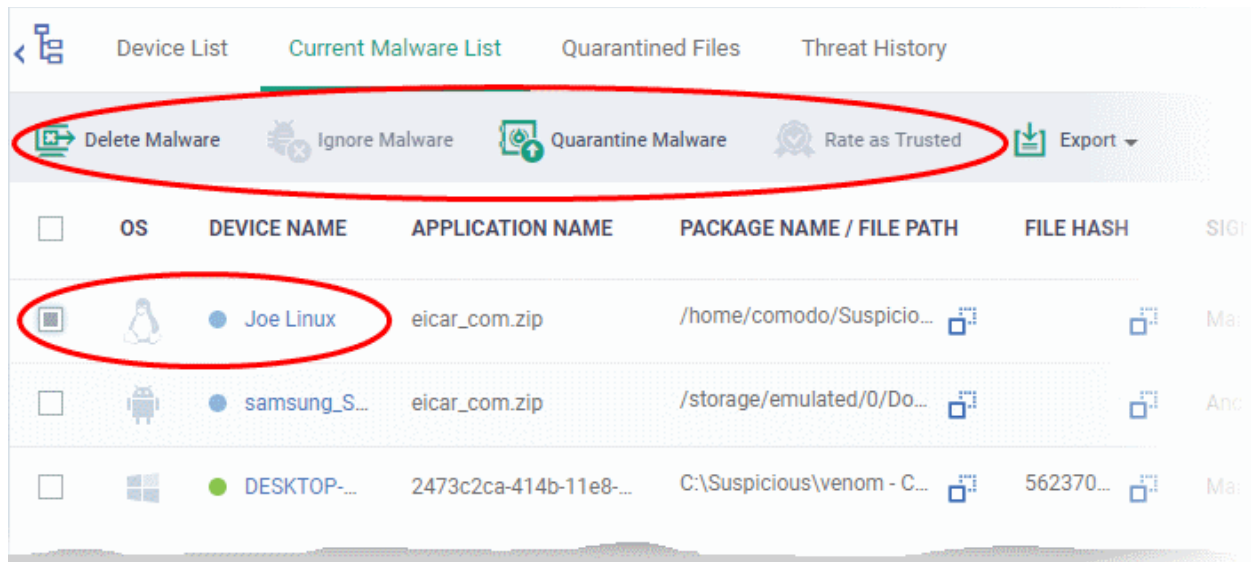 Device List Current Malware List Quarantined Files Threat History
Delete Malware Ignore Malware Quarantine Malware Rate as Trusted Export
OS DEVICE NAME APPLICATION NAME PACKAGE NAME / FILE PATH FILE HASH
Joe Linux eicar_com.zip /home/comodo/Suspicio...
samsung_S... eicar_com.zip /storage/emulated/0/Do...
DESKTOP-... 2473c2ca-414b-11e8-... C:\Suspicious\venom - C... 562370...